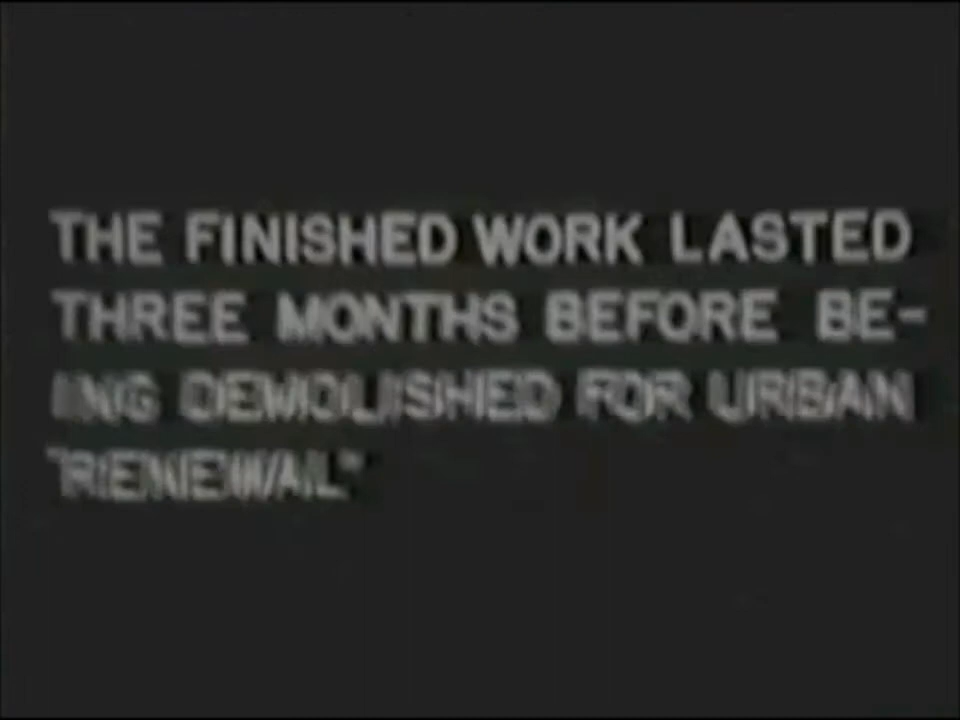 THE FINISHED WORK LASTED
THREE MONTHS BEFORE BE-
ING DEMOLISHED FOR URBAN
"RENEWAL"